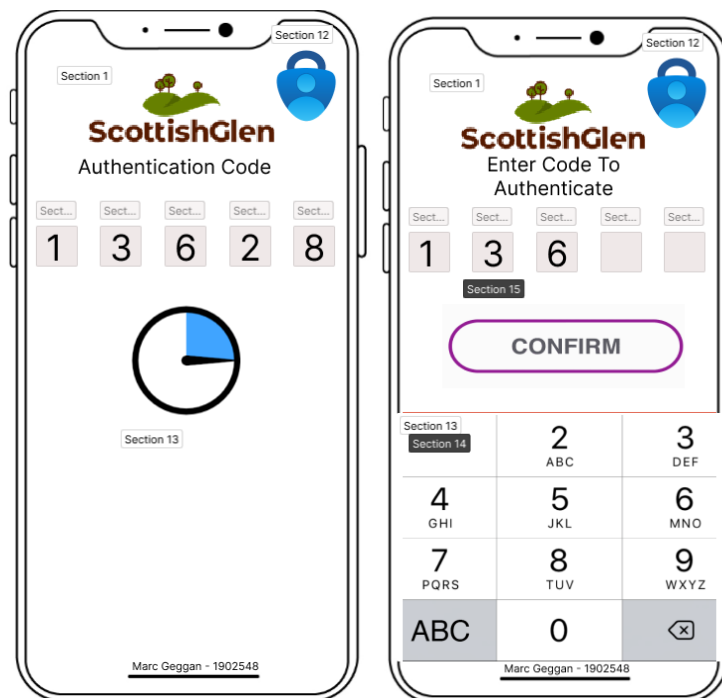 Section 12
Section 1
ScottishGlen
Authentication Code
Sect... Sect... Sect... Sect... Sect...
1 3 6 2 8
Section 13
Marc Geggan - 1902548
Section 12
Section 1
ScottishGlen
Enter Code To
Authenticate
Sect... Sect... Sect... Sect... Sect...
1 3 6
Section 15
CONFIRM
Section 13
Section 14
2 3
ABC DEF
4 5 6
GHI JKL MNO
7 8 9
PQRS TUV WXYZ
ABC 0
Marc Geggan - 1902548